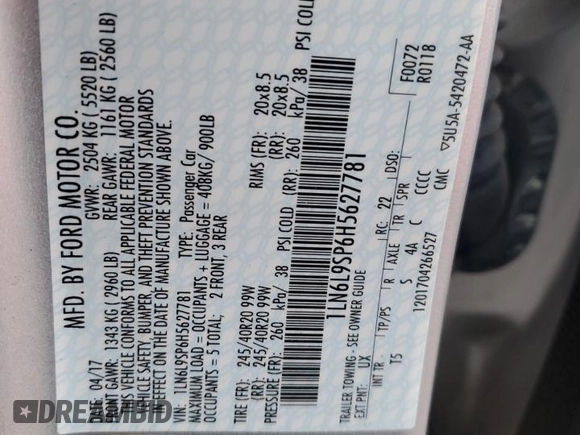 MFD. BY FORD MOTOR CO.
DATE: 04/17 GVWR: 2504 KG ( 5520 LB)
FRONT GAWR: 1343 KG ( 2960 LB) REAR GAWR: 1161 KG ( 2560 LB)
THIS VEHICLE CONFORMS TO ALL APPLICABLE FEDERAL MOTOR
VEHICLE SAFETY, BUMPER, AND THEFT PREVENTION STANDARDS
IN EFFECT ON THE DATE OF MANUFACTURE SHOWN ABOVE.
VIN: 1LN6L9SP6H5627781 TYPE: Passenger Car
MAXIMUM LOAD = OCCUPANTS + LUGGAGE = 408KG/ 900LB
OCCUPANTS = 5 TOTAL; 2 FRONT, 3 REAR
TIRE (FR): 245/40R20 99W RIMS (FR): 20x8.5
TIRE (RR): 245/40R20 99W RIMS (RR): 20x8.5
PRESSURE (FR): 260 kPa/ 38 PSI COLD (RR): 260 kPa/ 38 PSI COLD
1LN6L9SP6H5627781
TRAILER TOWING - SEE OWNER GUIDE F0072
R0118
EXT PNT: UX RC: 22 DSO:
INT TR TP/PS R AXLE TR SPR
T5 S 4A C CCCC
1201704266527 CMC ▽5U5A-5420472-AA
DREAMBID